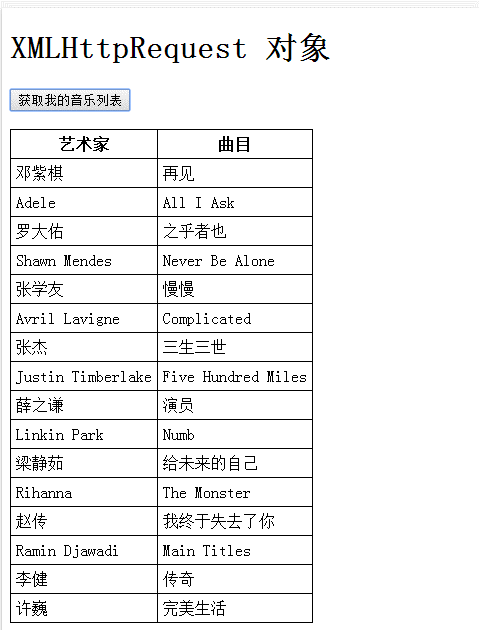 XMLHttpRequest 对象
获取我的音乐列表
艺术家 曲目
邓紫棋 再见
Adele All I Ask
罗大佑 之乎者也
Shawn Mendes Never Be Alone
张学友 慢慢
Avril Lavigne Complicated
张杰 三生三世
Justin Timberlake Five Hundred Miles
薛之谦 演员
Linkin Park Numb
梁静茹 给未来的自己
Rihanna The Monster
赵传 我终于失去了你
Ramin Djawadi Main Titles
李健 传奇
许巍 完美生活